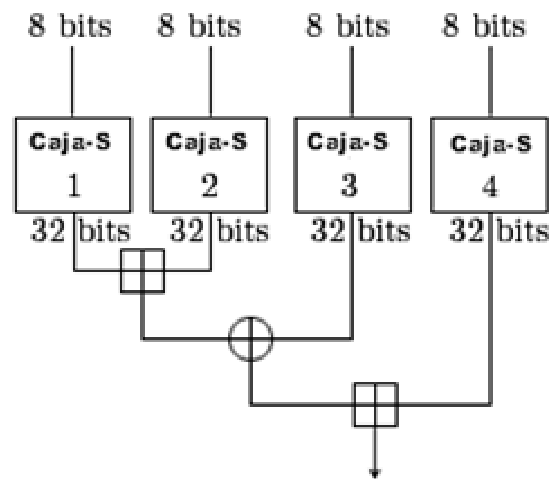 8 bits 8 bits 8 bits 8 bits
Caja-S Caja-S Caja-S Caja-S
1 2 3 4
32 bits 32 bits 32 bits 32 bits